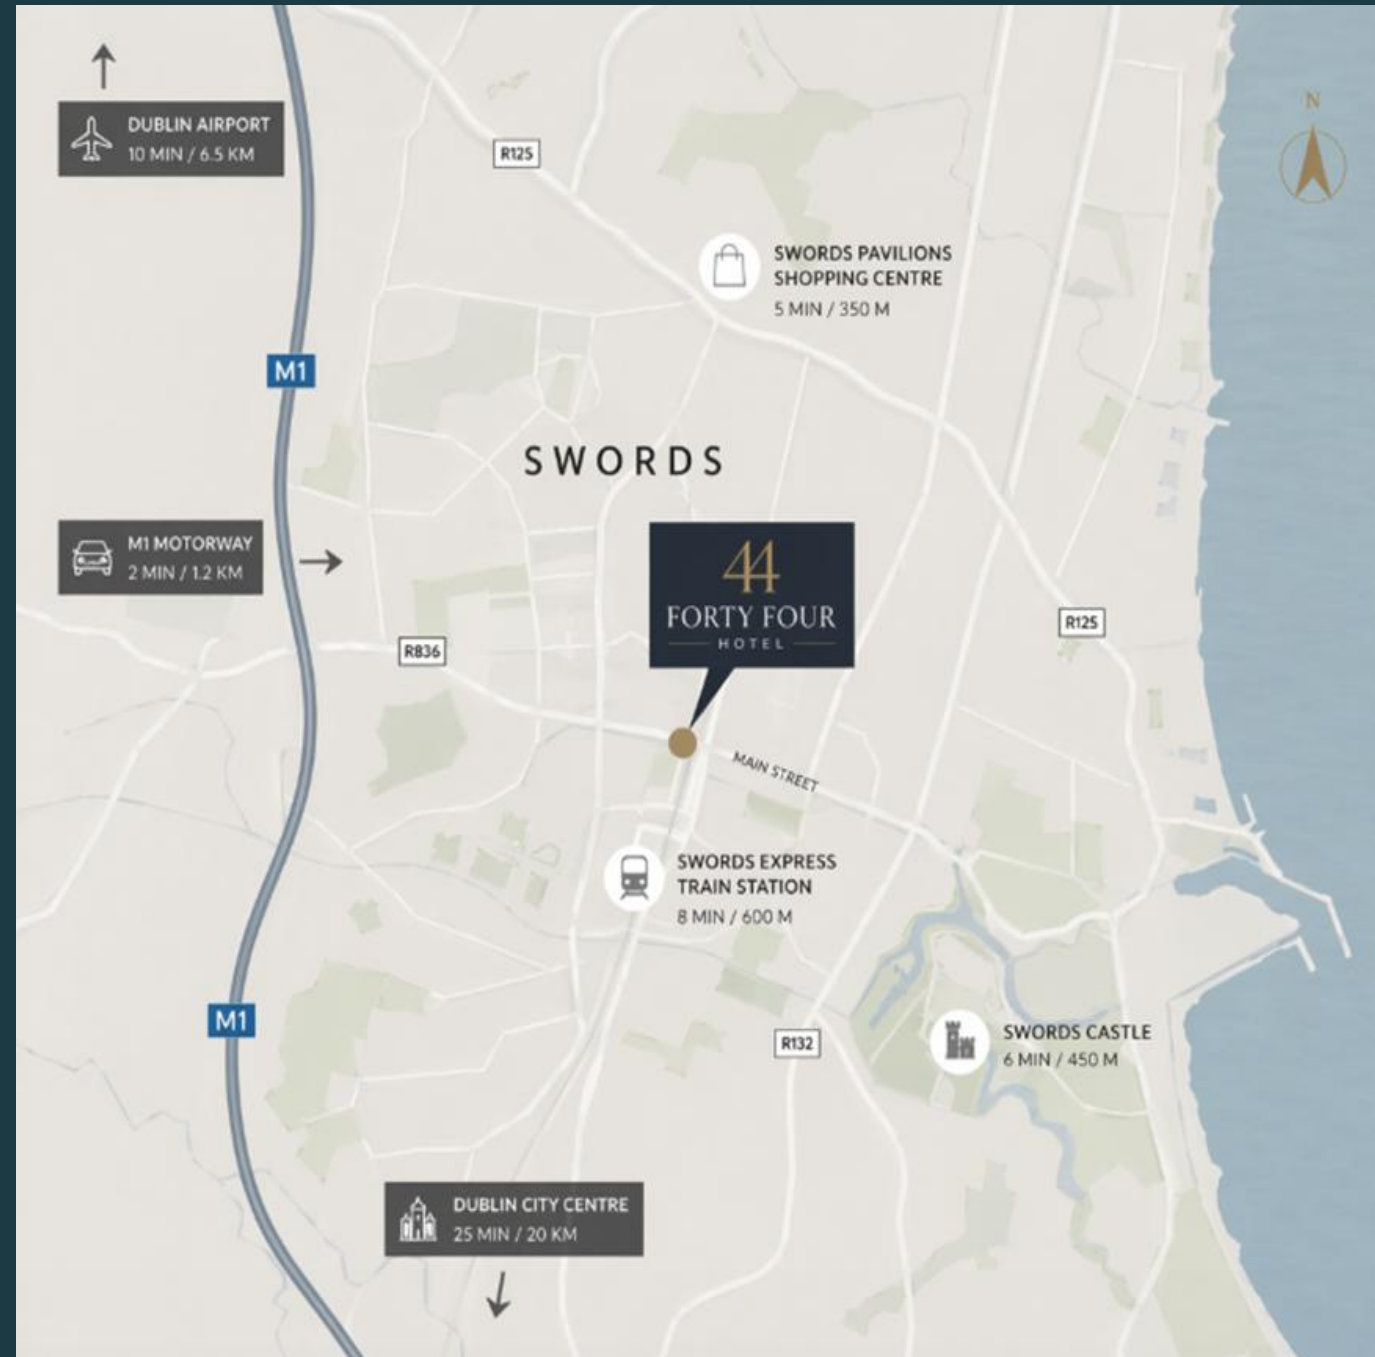 N
DUBLIN AIRPORT
10 MIN / 6.5 KM
R125
SWORDS PAVILIONS
SHOPPING CENTRE
5 MIN / 350 M
M1
SWORDS
M1 MOTORWAY
2 MIN / 1.2 KM
44
FORTY FOUR
HOTEL
R125
R836
MAIN STREET
SWORDS EXPRESS
TRAIN STATION
8 MIN / 600 M
M1
R132
SWORDS CASTLE
6 MIN / 450 M
DUBLIN CITY CENTRE
25 MIN / 20 KM